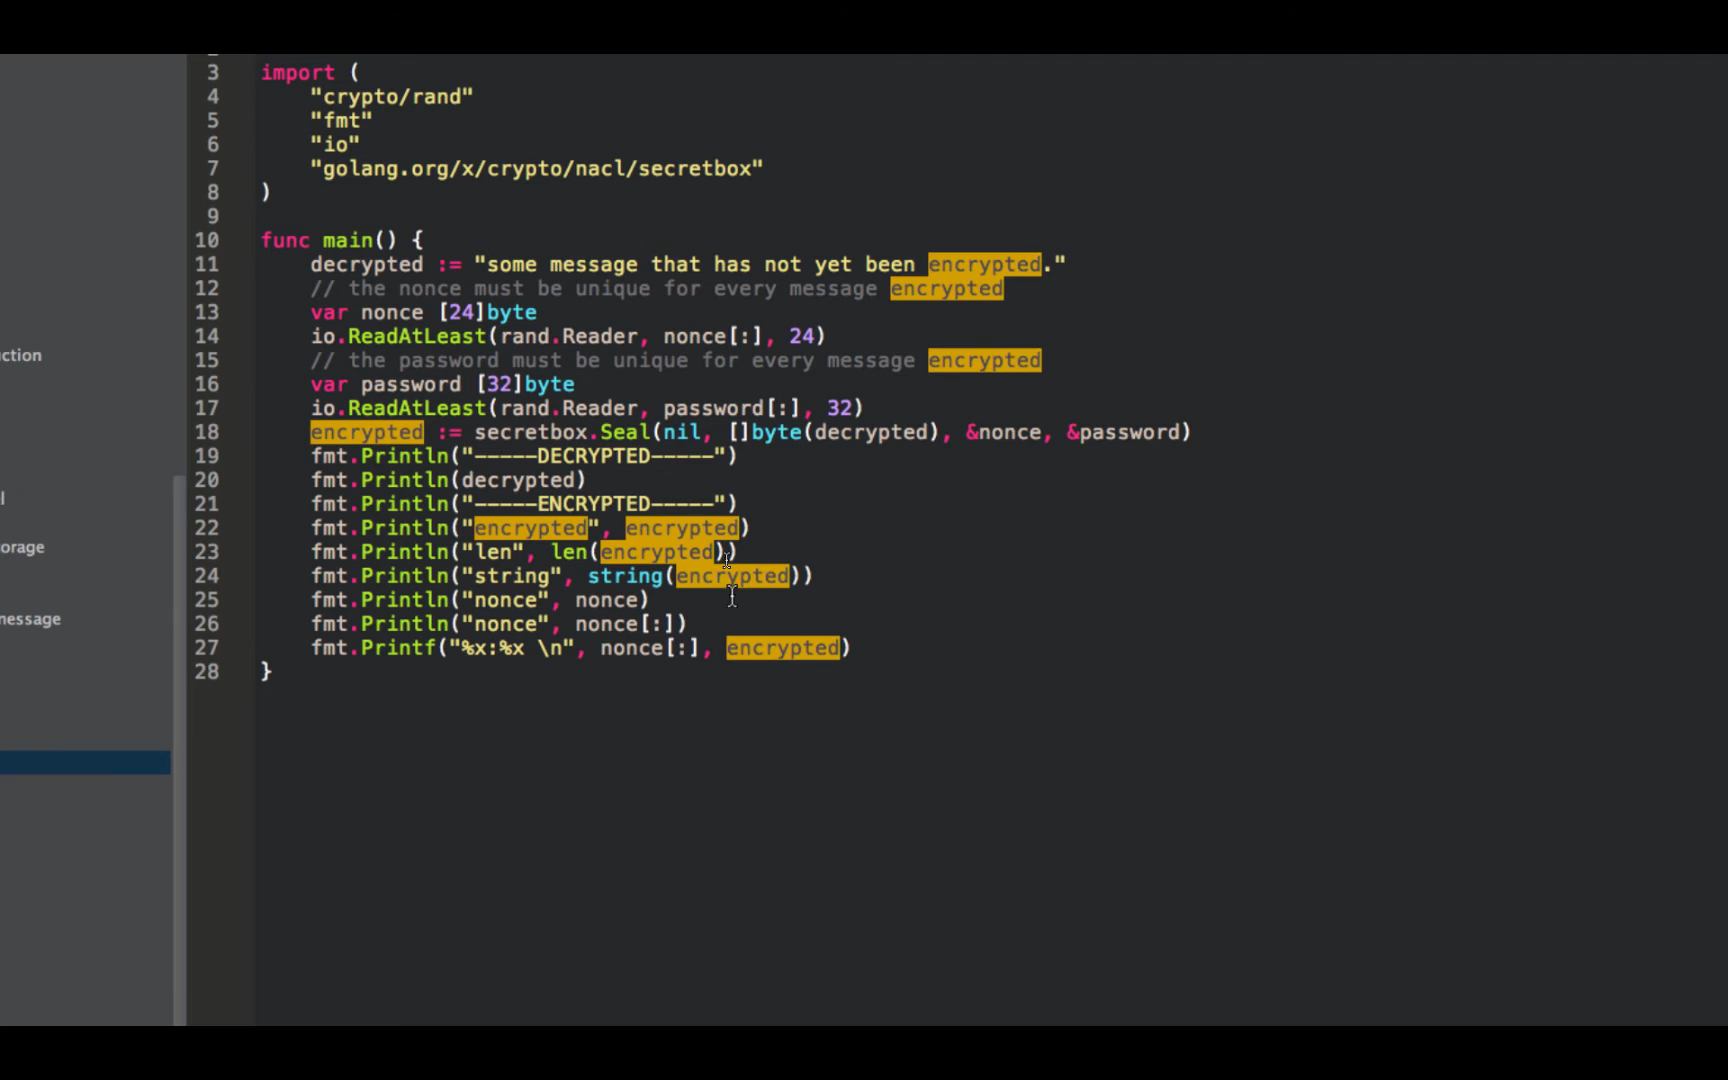 import (
"crypto/rand"
"fmt"
"io"
"golang.org/x/crypto/nacl/secretbox"
)
func main() {
decrypted := "some message that has not yet been encrypted."
// the nonce must be unique for every message encrypted
var nonce [24]byte
io.ReadAtLeast(rand.Reader, nonce[:], 24)
// the password must be unique for every message encrypted
var password [32]byte
io.ReadAtLeast(rand.Reader, password[:], 32)
encrypted := secretbox.Seal(nil, []byte(decrypted), &nonce, &password)
fmt.Println("-----DECRYPTED-----")
fmt.Println(decrypted)
fmt.Println("-----ENCRYPTED-----")
fmt.Println("encrypted", encrypted)
fmt.Println("len", len(encrypted))
fmt.Println("string", string(encrypted))
fmt.Println("nonce", nonce)
fmt.Println("nonce", nonce[:])
fmt.Printf("%x:%x \n", nonce[:], encrypted)
}
3
4
5
6
7
8
9
10
11
12
13
14
15
16
17
18
19
20
21
22
23
24
25
26
27
28
ction
l
orage
nessage